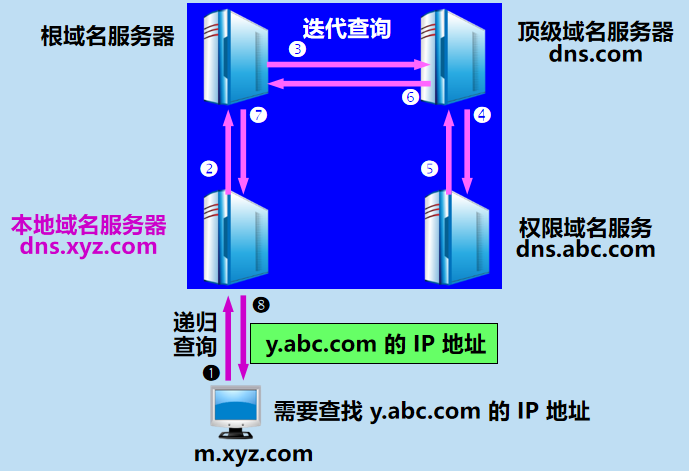 根域名服务器
迭代查询
顶级域名服务器
dns.com
③
⑥
⑦
④
②
⑤
本地域名服务器
dns.xyz.com
权限域名服务
dns.abc.com
⑧
递归
查询
y.abc.com 的 IP 地址
①
需要查找 y.abc.com 的 IP 地址
m.xyz.com